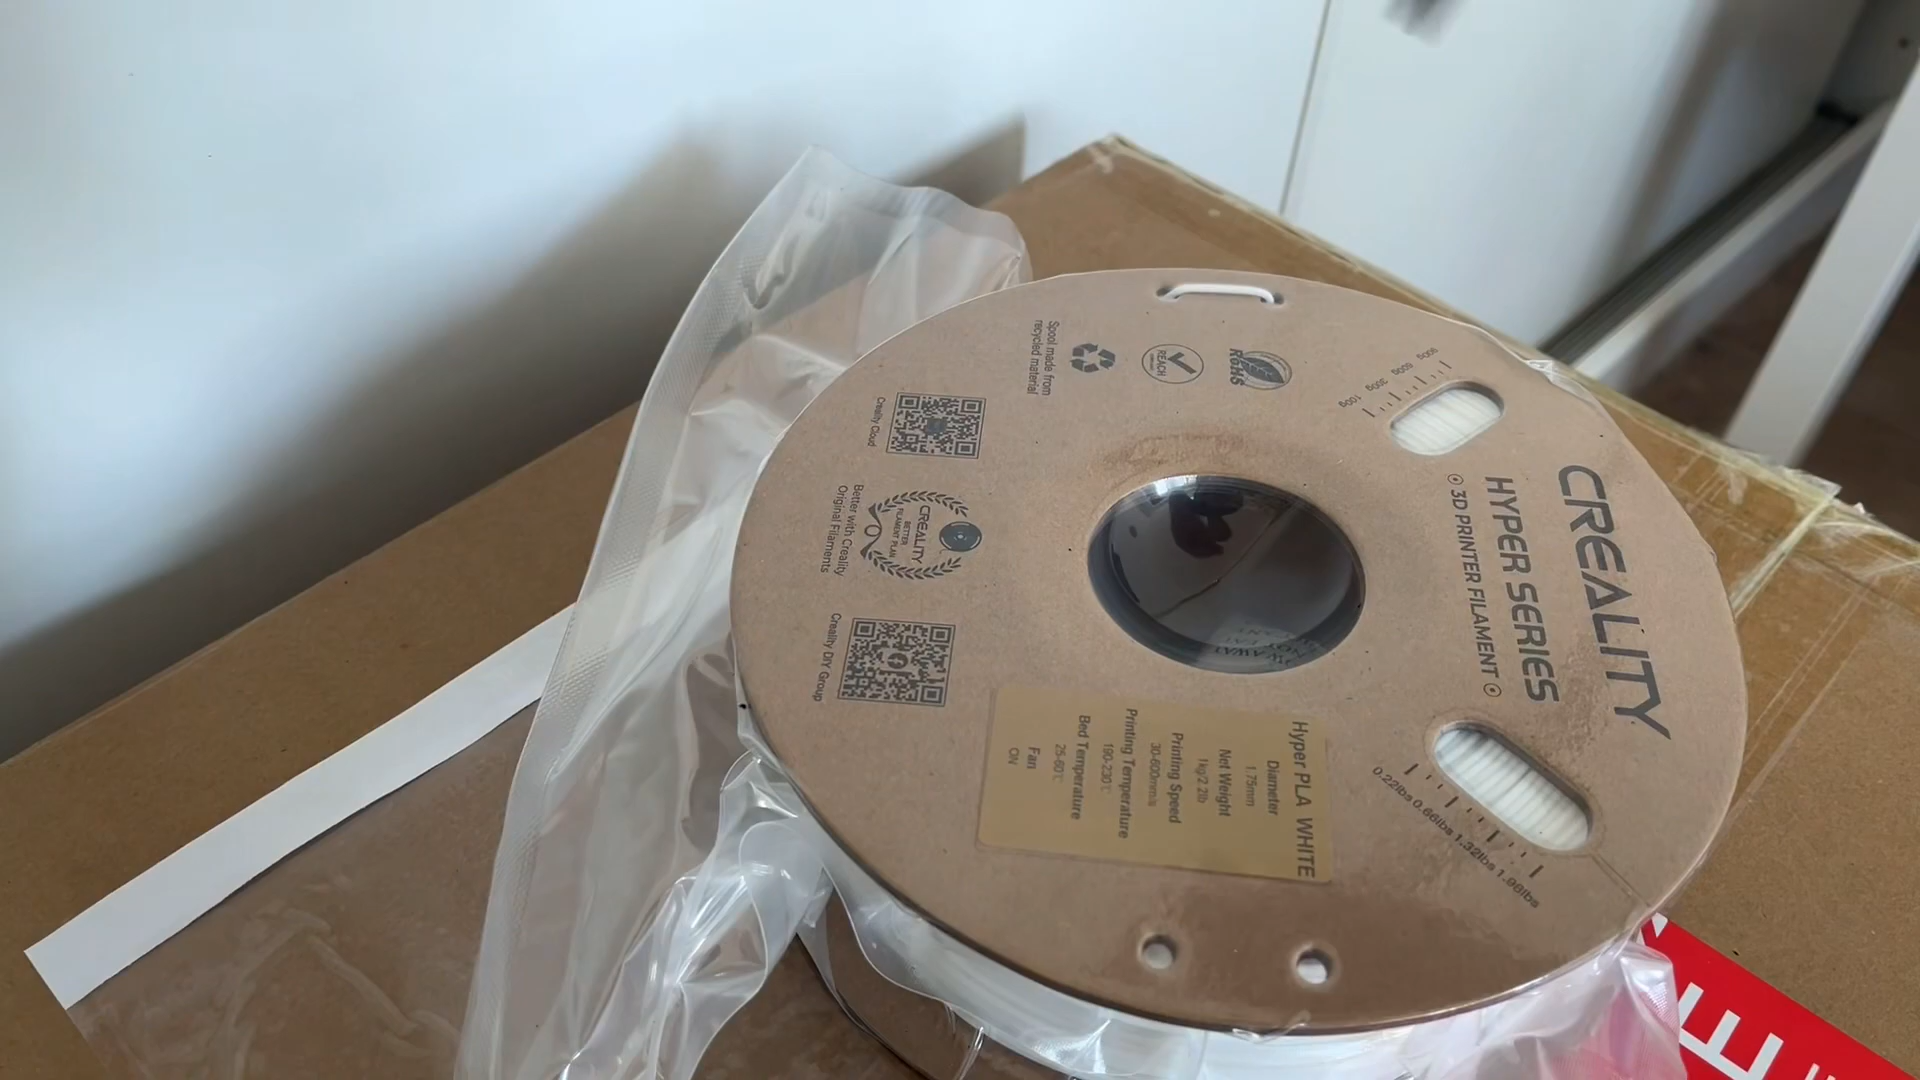 CREALITY
HYPER SERIES
3D PRINTER FILAMENT
100g 300g 600g 900g
0.22lbs 0.66lbs 1.32lbs 1.98lbs
RoHS
REACH
Spool made from
recycled material
Creality Cloud
CREALITY
BETTER
FILAMENT PLAN
Better with Creality
Original Filaments
Creality DIY Group
Hyper PLA WHITE
Diameter
1.75mm
Net Weight
1kg/2.2lb
Printing Speed
30-600mm/s
Printing Temperature
190-230℃
Bed Temperature
25-60℃
Fan
ON